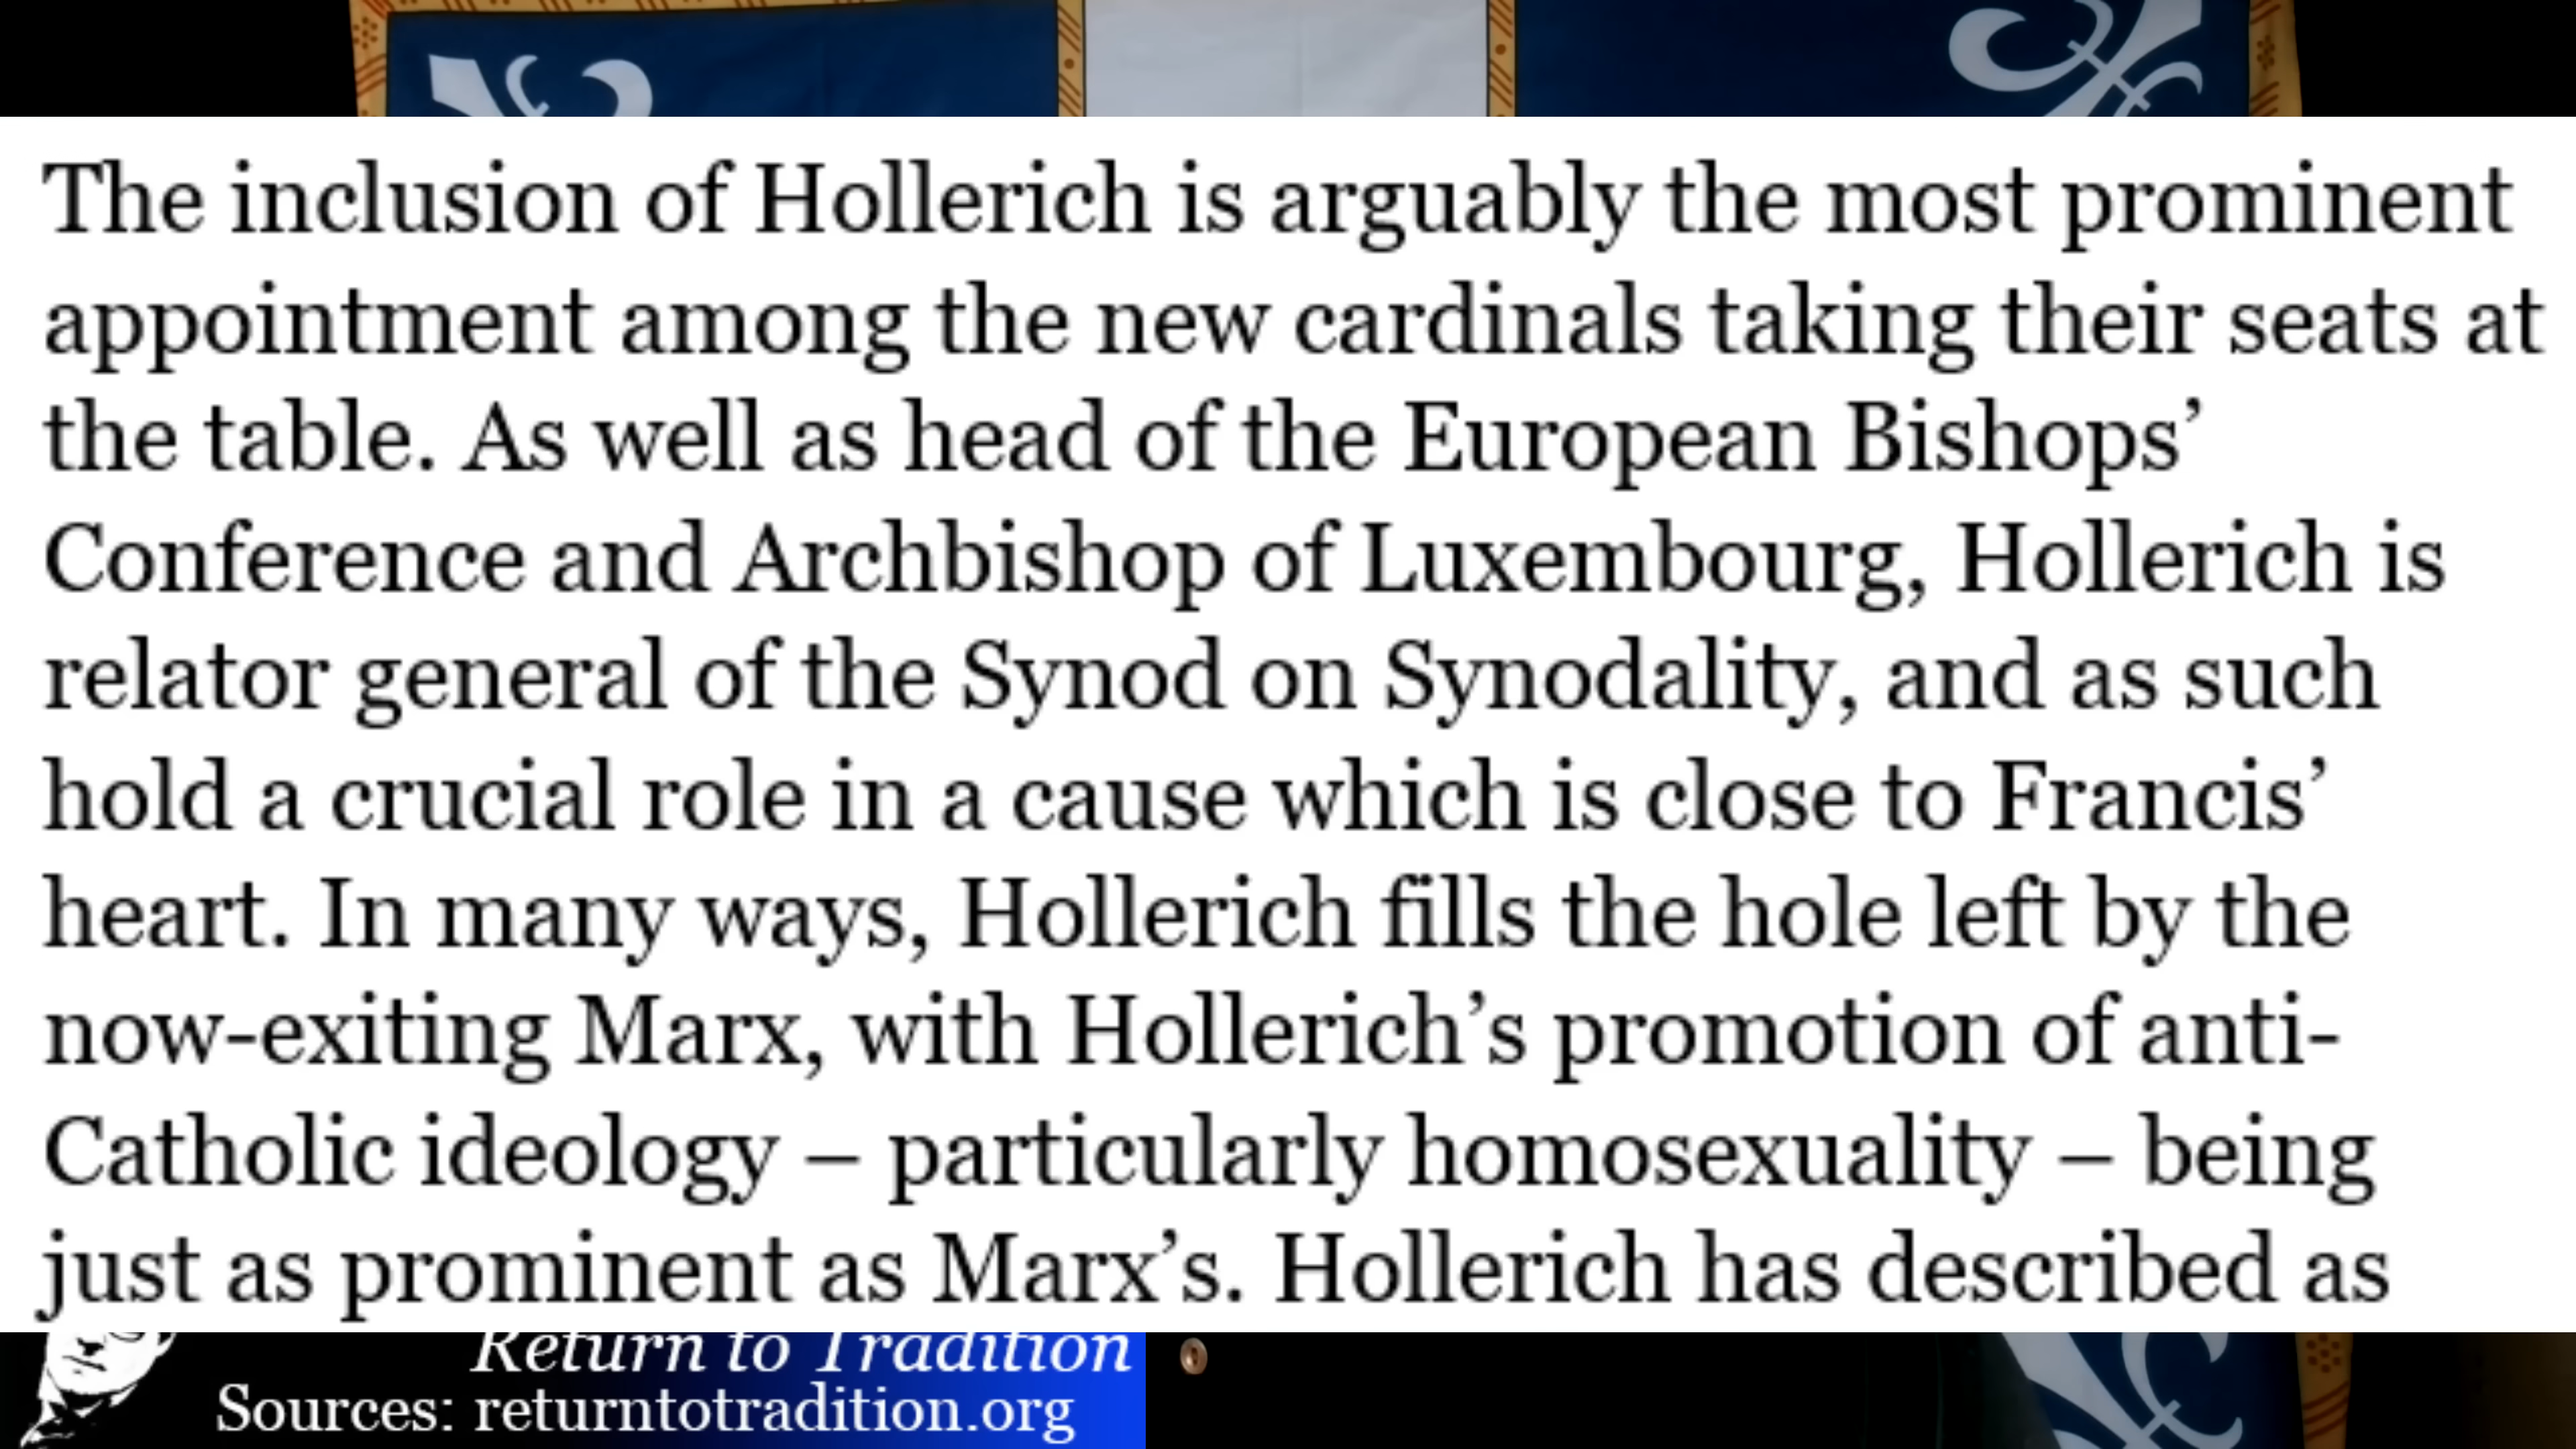 The inclusion of Hollerich is arguably the most prominent
appointment among the new cardinals taking their seats at
the table. As well as head of the European Bishops’
Conference and Archbishop of Luxembourg, Hollerich is
relator general of the Synod on Synodality, and as such
hold a crucial role in a cause which is close to Francis’
heart. In many ways, Hollerich fills the hole left by the
now-exiting Marx, with Hollerich’s promotion of anti-
Catholic ideology – particularly homosexuality – being
just as prominent as Marx’s. Hollerich has described as
Return to Tradition
Sources: returntotradition.org